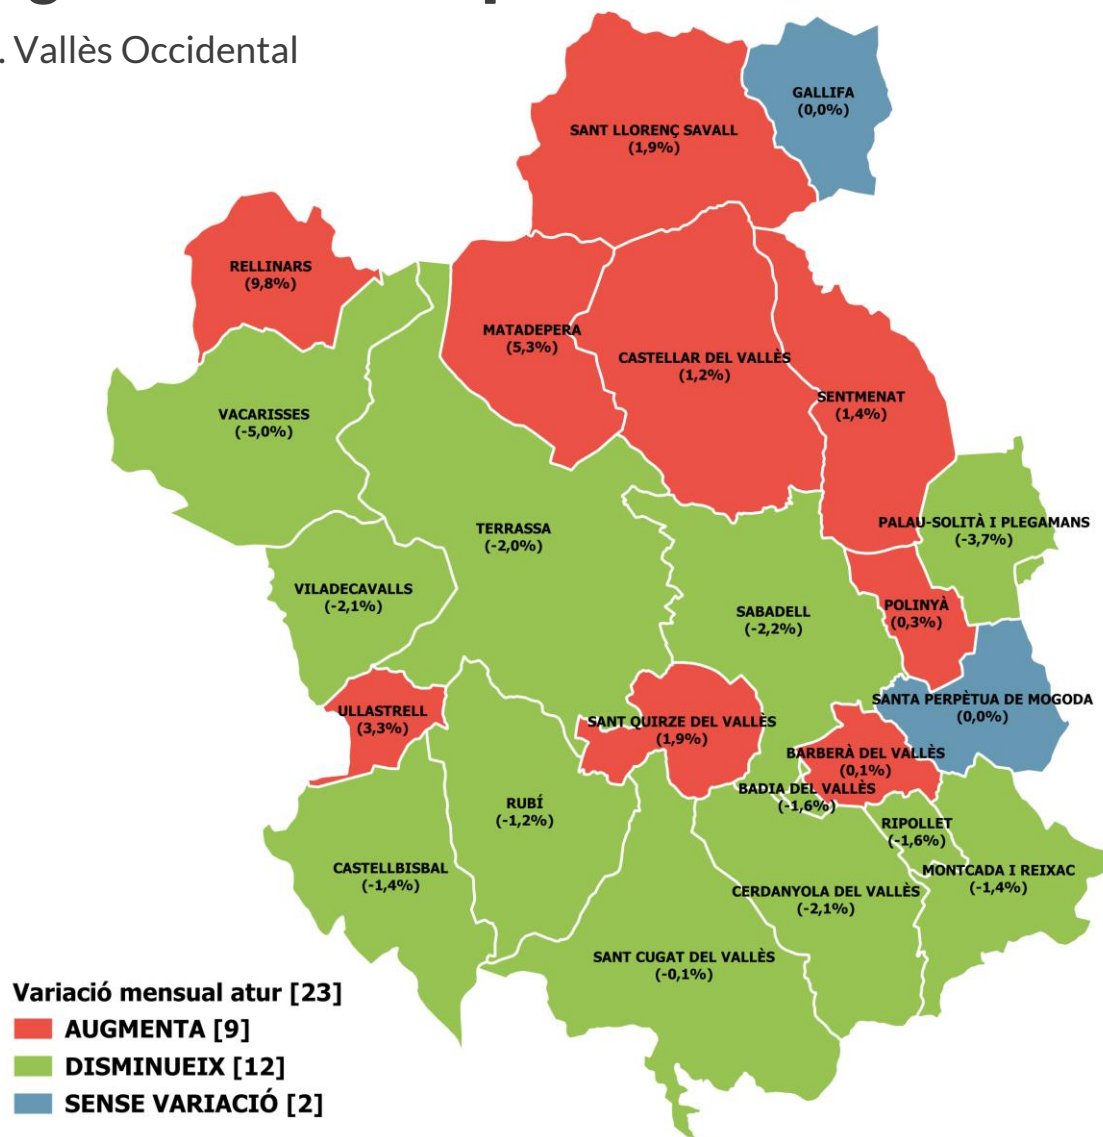 . Vallès Occidental
GALLIFA
(0,0%)
SANT LLORENÇ SAVALL
(1,9%)
RELLINARS
(9,8%)
MATADEPERA
(5,3%)
CASTELLAR DEL VALLÈS
(1,2%)
SENTMENAT
(1,4%)
VACARISSES
(-5,0%)
TERRASSA
(-2,0%)
PALAU-SOLITÀ I PLEGAMANS
(-3,7%)
VILADECAVALLS
(-2,1%)
SABADELL
(-2,2%)
POLINYÀ
(0,3%)
ULLASTRELL
(3,3%)
SANT QUIRZE DEL VALLÈS
(1,9%)
SANTA PERPÈTUA DE MOGODA
(0,0%)
BARBERÀ DEL VALLÈS
(0,1%)
BADIA DEL VALLÈS
(-1,6%)
RUBÍ
(-1,2%)
RIPOLLET
(-1,6%)
CASTELLBISBAL
(-1,4%)
MONTCADA I REIXAC
(-1,4%)
CERDANYOLA DEL VALLÈS
(-2,1%)
SANT CUGAT DEL VALLÈS
(-0,1%)
Variació mensual atur [23]
AUGMENTA [9]
DISMINUEIX [12]
SENSE VARIACIÓ [2]